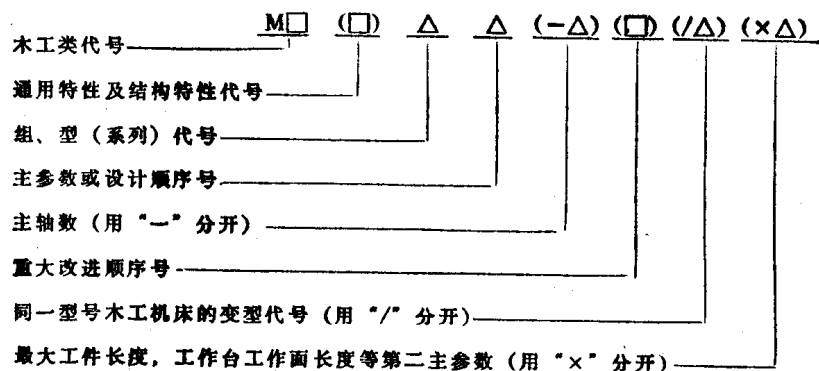 M□ (□) △ △ (-△) (□) (/△) (×△)
木工类代号
通用特性及结构特性代号
组、型（系列）代号
主参数或设计顺序号
主轴数（用“—”分开）
重大改进顺序号
同一型号木工机床的变型代号（用“/”分开）
最大工件长度，工作台工作面长度等第二主参数（用“×”分开）